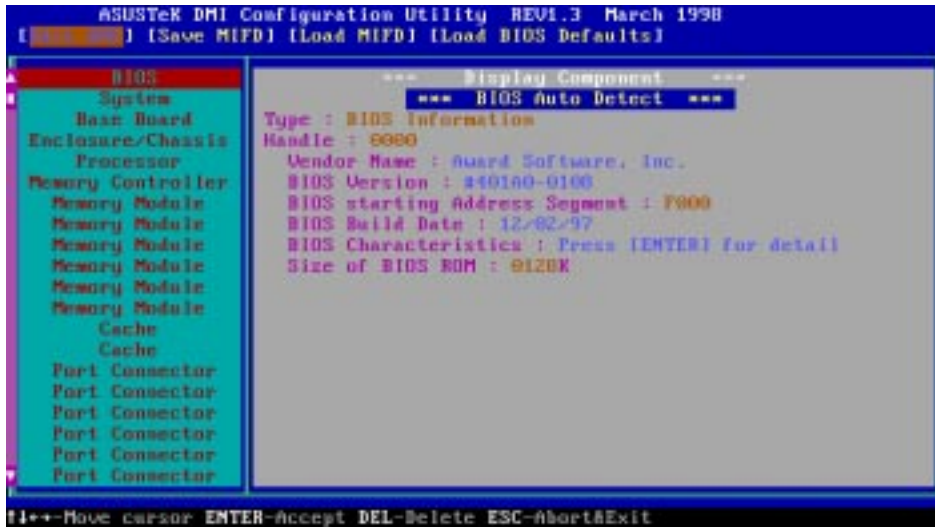 ASUSTeK DMI Configuration Utility REV1.3 March 1998
[ ] [Save MIFD] [Load MIFD] [Load BIOS Defaults]
BIOS
System
Base Board
Enclosure/Chassis
Processor
Memory Controller
Memory Module
Memory Module
Memory Module
Memory Module
Memory Module
Memory Module
Cache
Cache
Port Connector
Port Connector
Port Connector
Port Connector
Port Connector
Port Connector
*** Display Component ***
*** BIOS Auto Detect ***
Type : BIOS Information
Handle : 0000
Vendor Name : Award Software, Inc.
BIOS Version : #401A0-0108
BIOS starting Address Segment : F000
BIOS Build Date : 12/02/97
BIOS Characteristics : Press [ENTER] for detail
Size of BIOS ROM : 0128K
↑↓←→-Move cursor ENTER-Accept DEL-Delete ESC-Abort&Exit